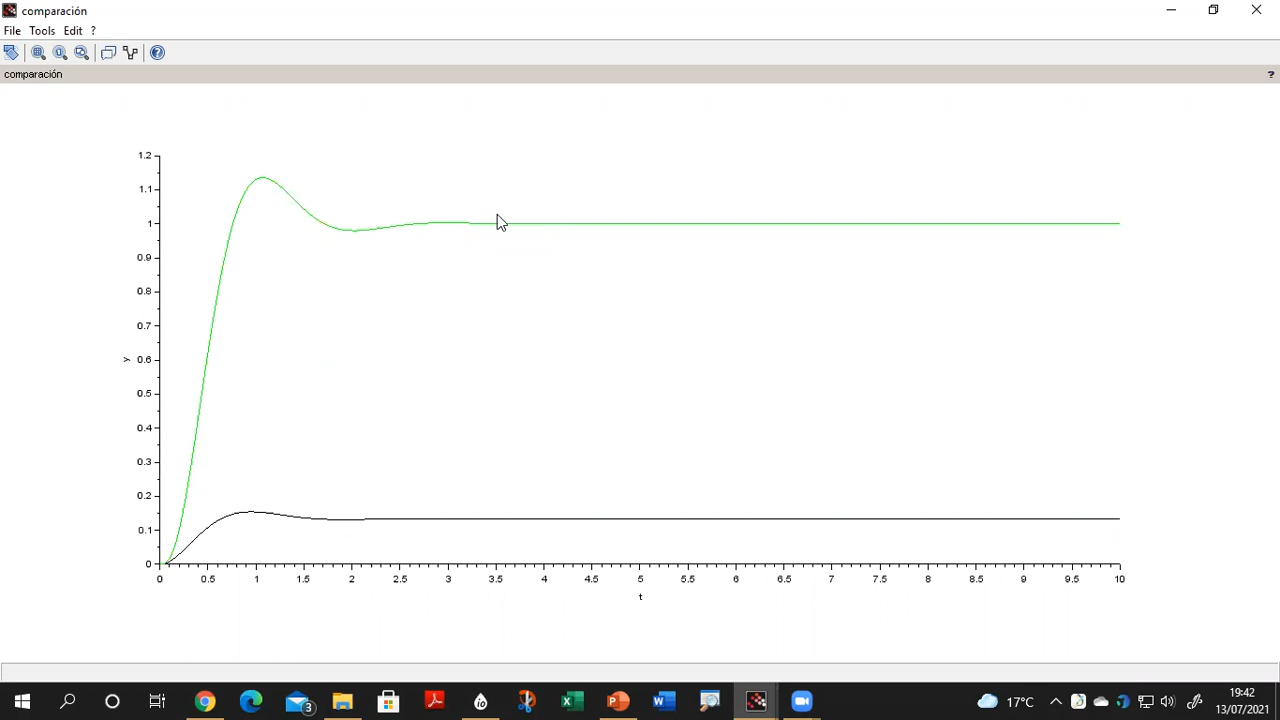 comparación
File Tools Edit ?
comparación ?
1.2
1.1
1
0.9
0.8
0.7
0.6
y
0.5
0.4
0.3
0.2
0.1
0
0 0.5 1 1.5 2 2.5 3 3.5 4 4.5 5 5.5 6 6.5 7 7.5 8 8.5 9 9.5 10
t
3
io
17°C
19:42
13/07/2021